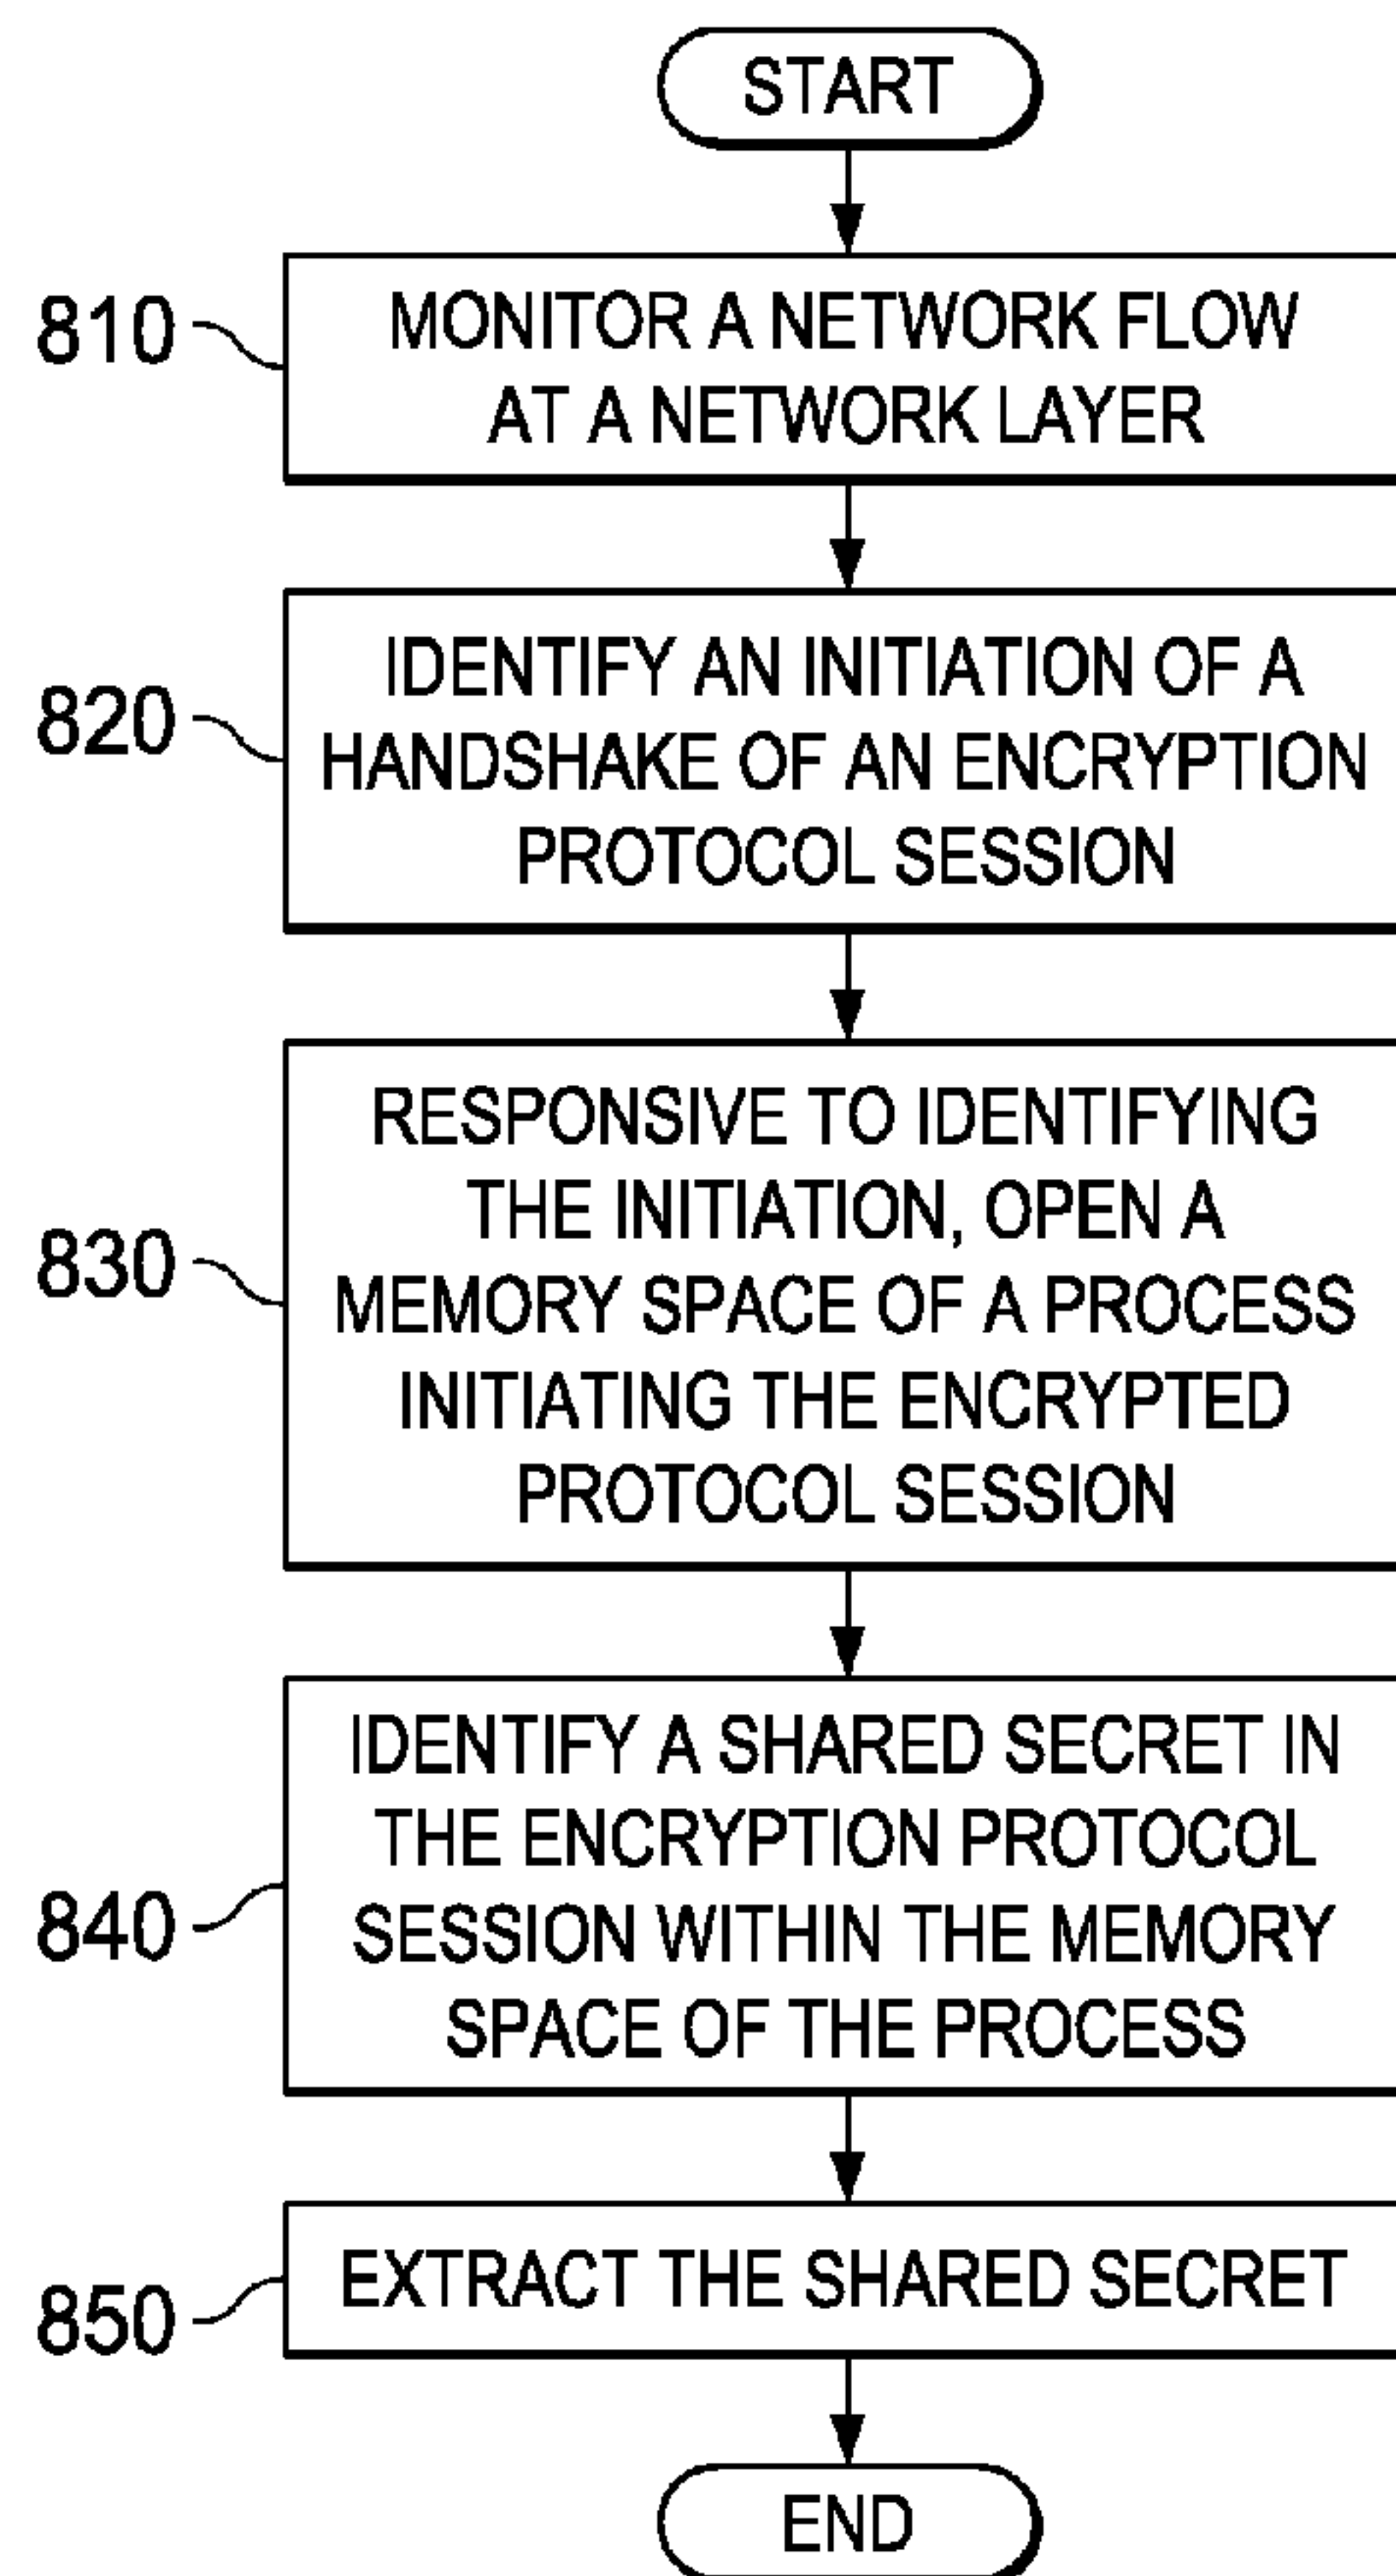 START
810
MONITOR A NETWORK FLOW
AT A NETWORK LAYER
820
IDENTIFY AN INITIATION OF A
HANDSHAKE OF AN ENCRYPTION
PROTOCOL SESSION
830
RESPONSIVE TO IDENTIFYING
THE INITIATION, OPEN A
MEMORY SPACE OF A PROCESS
INITIATING THE ENCRYPTED
PROTOCOL SESSION
840
IDENTIFY A SHARED SECRET IN
THE ENCRYPTION PROTOCOL
SESSION WITHIN THE MEMORY
SPACE OF THE PROCESS
850
EXTRACT THE SHARED SECRET
END